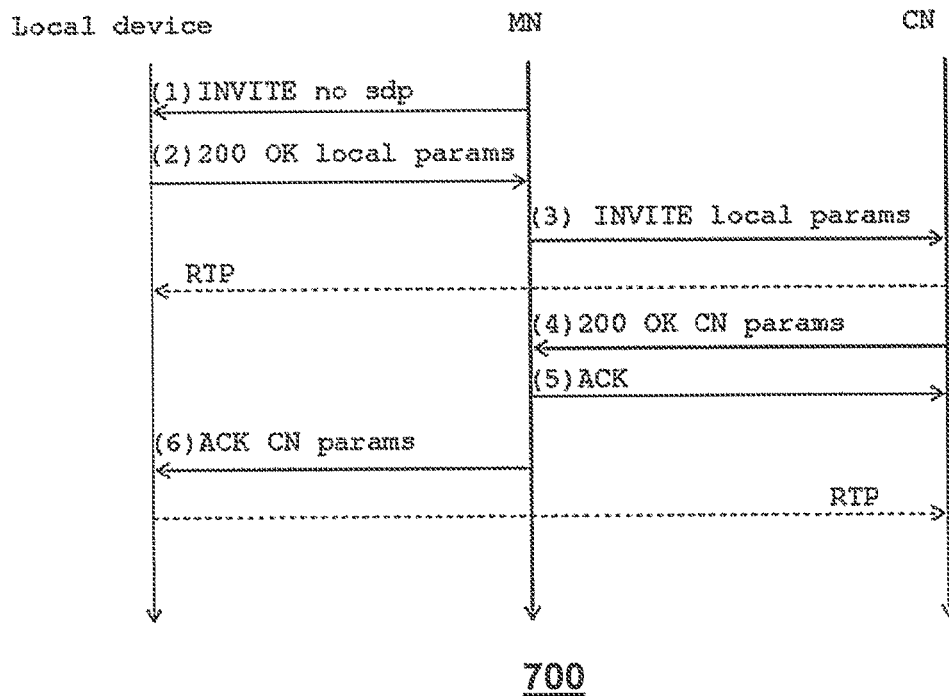 Local device MN CN
(1)INVITE no sdp
(2)200 OK local params
(3) INVITE local params
RTP
(4)200 OK CN params
(5)ACK
(6)ACK CN params
RTP
700